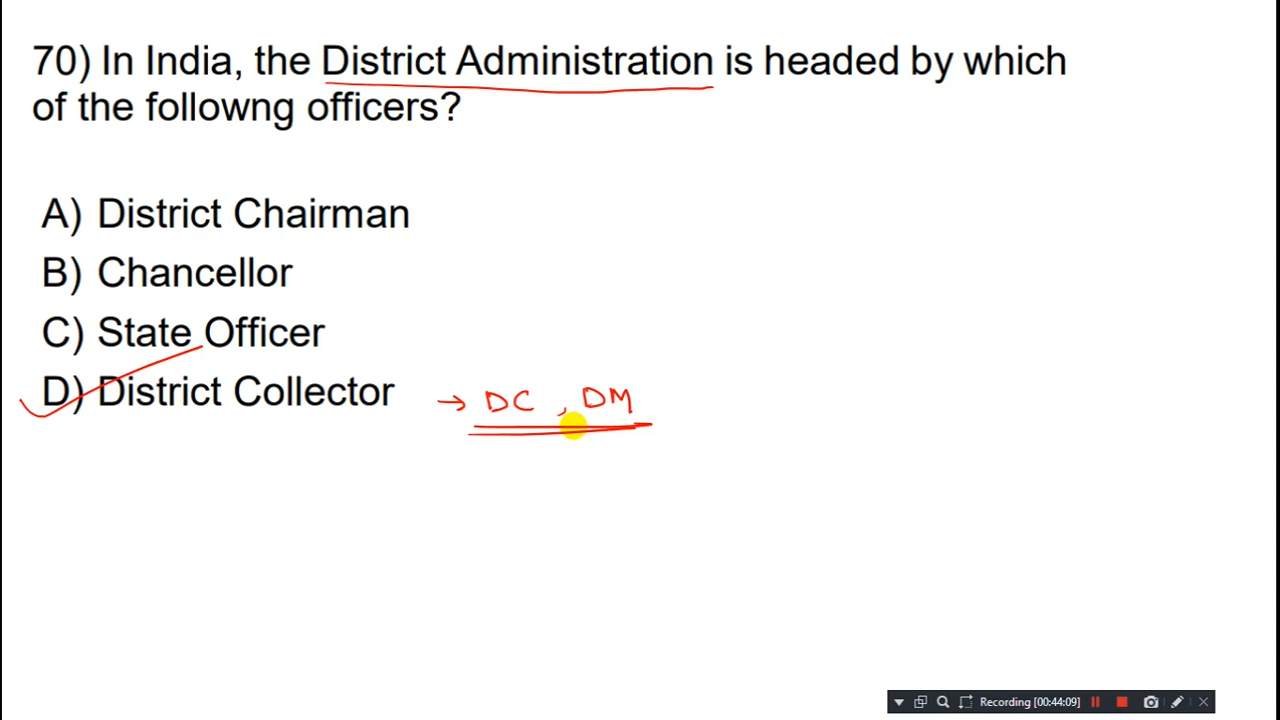 70) In India, the District Administration is headed by which
of the followng officers?
A) District Chairman
B) Chancellor
C) State Officer
D) District Collector → DC , DM
Recording [00:44:09]